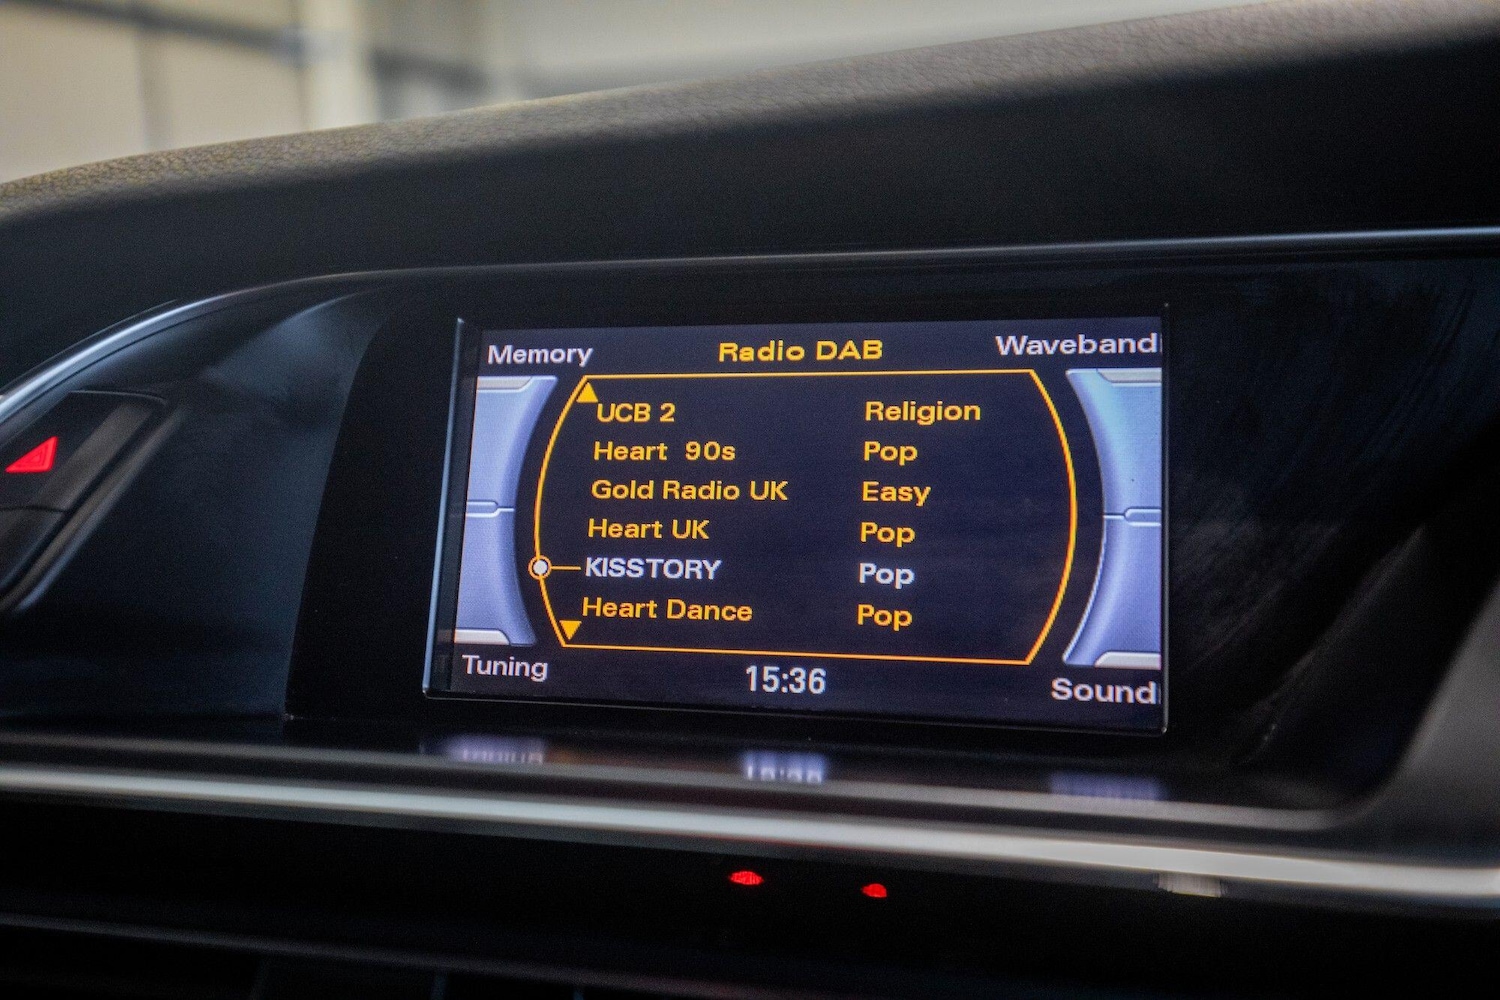 Memory Radio DAB Waveband
UCB 2 Religion
Heart 90s Pop
Gold Radio UK Easy
Heart UK Pop
KISSTORY Pop
Heart Dance Pop
Tuning 15:36 Sound